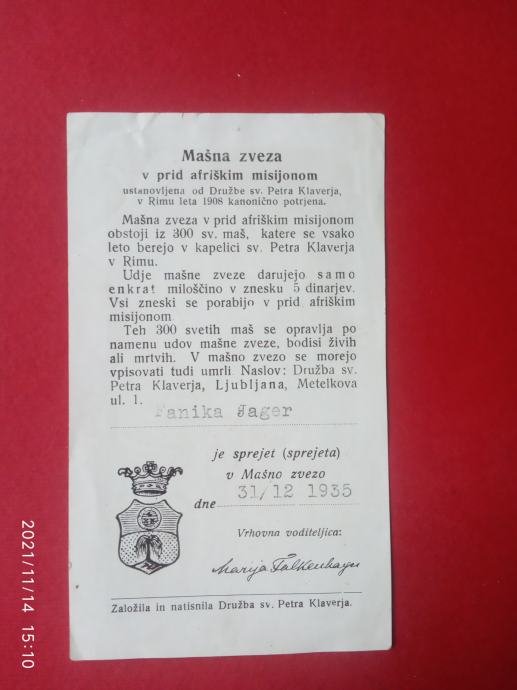 Mašna zveza
v prid afriškim misijonom
ustanovljena od Družbe sv. Petra Klaverja,
v Rimu leta 1908 kanonično potrjena.
Mašna zveza v prid afriškim misijonom
obstoji iz 300 sv. maš, katere se vsako
leto berejo v kapelici sv. Petra Klaverja
v Rimu.
Udje mašne zveze darujejo samo
enkrat miloščino v znesku 5 dinarjev.
Vsi zneski se porabijo v prid afriškim
misijonom
Teh 300 svetih maš se opravlja po
namenu udov mašne zveze, bodisi živih
ali mrtvih. V mašno zvezo se morejo
vpisovati tudi umrli. Naslov: Družba sv.
Petra Klaverja, Ljubljana, Metelkova
ul. 1.
Fanika Jager
je sprejet (sprejeta)
v Mašno zvezo
dne 31/12 1935
Vrhovna voditeljica:
Marija Falkenhayn
Založila in natisnila Družba sv. Petra Klaverja.
2021/11/14 15:10